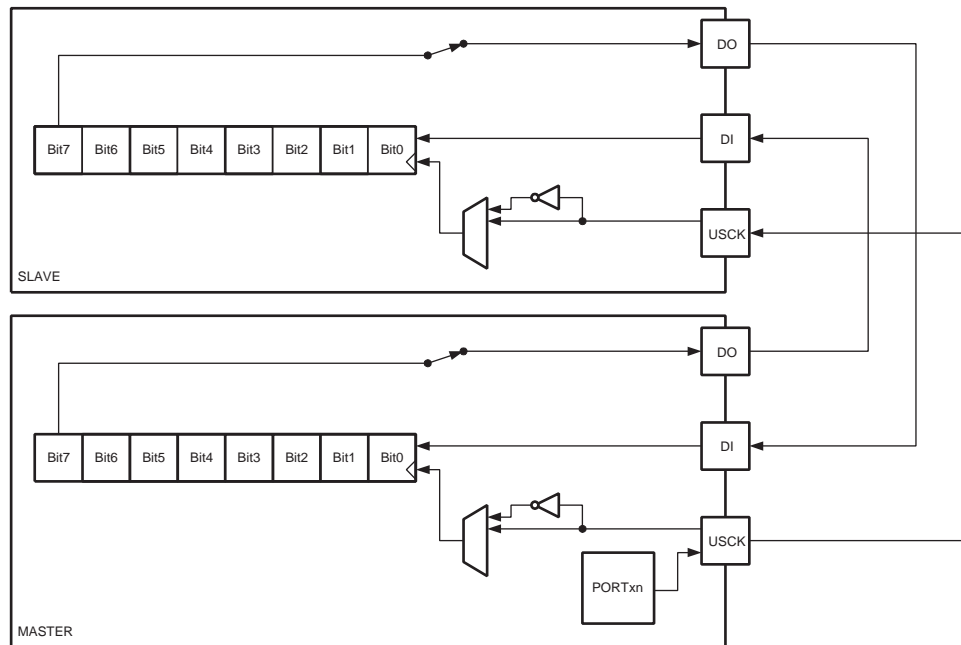 DO
Bit7 Bit6 Bit5 Bit4 Bit3 Bit2 Bit1 Bit0
DI
USCK
SLAVE
DO
Bit7 Bit6 Bit5 Bit4 Bit3 Bit2 Bit1 Bit0
DI
USCK
PORTxn
MASTER